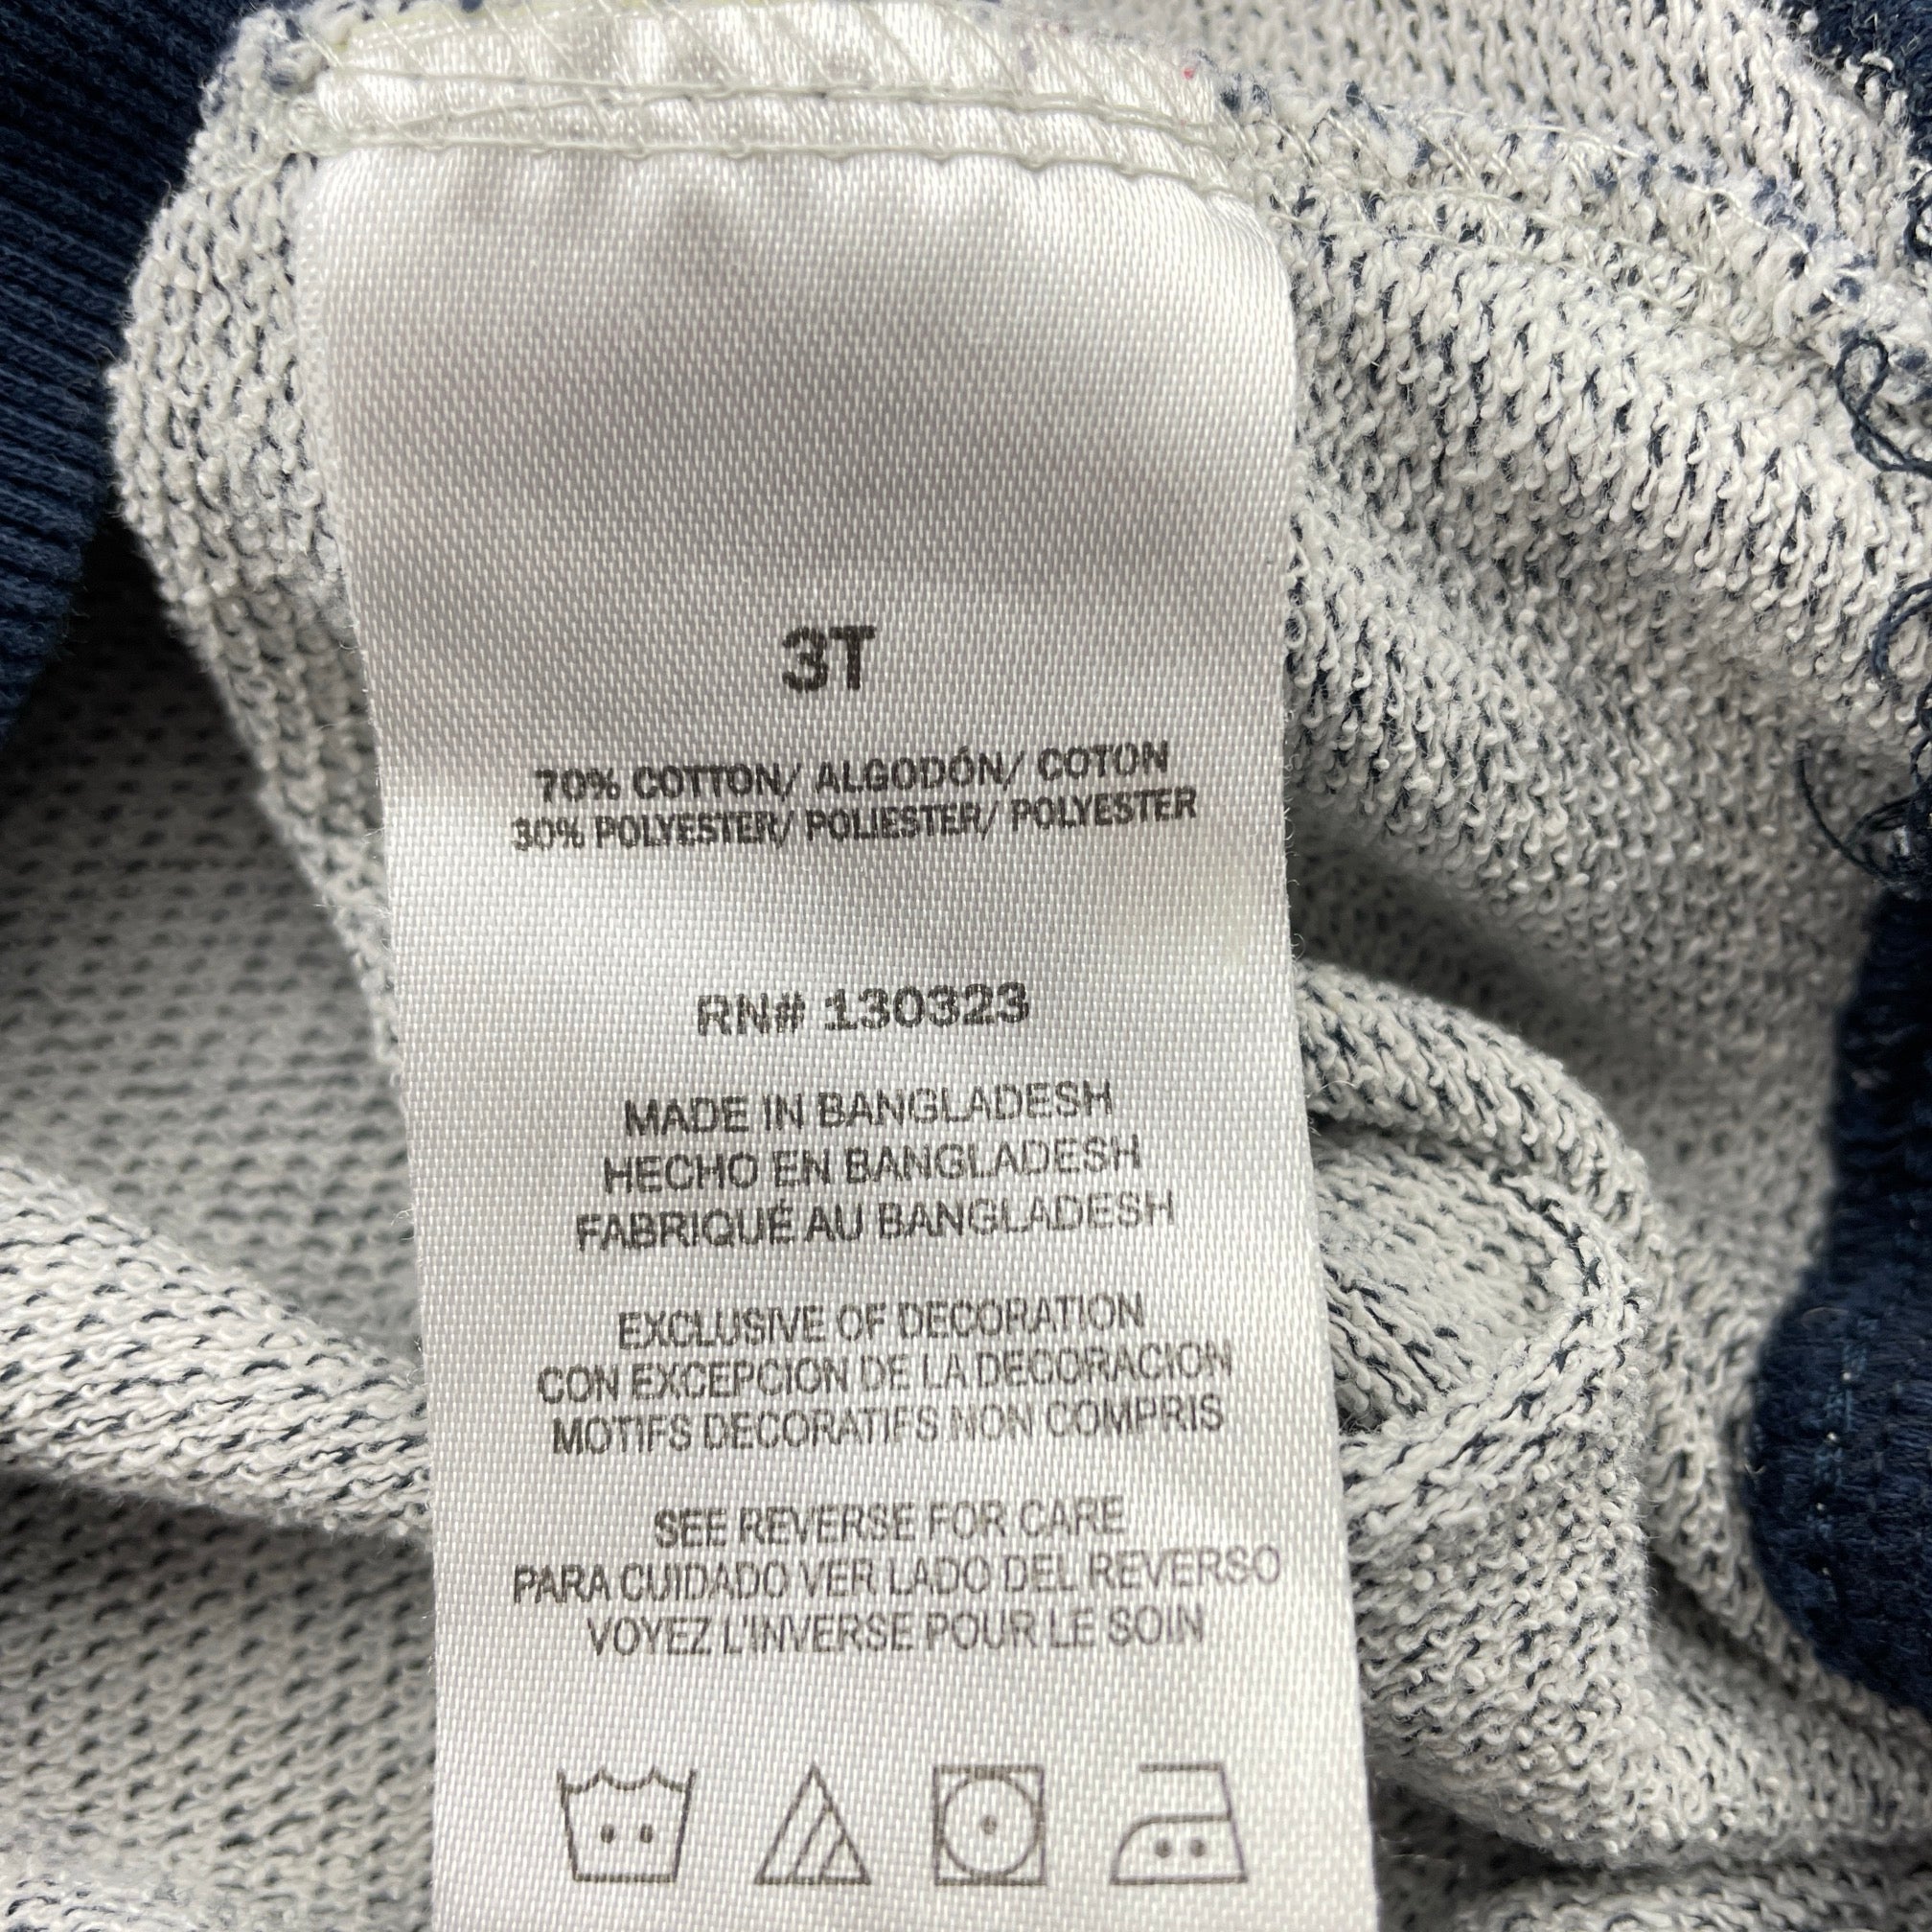 3T
70% COTTON/ ALGODÓN/ COTON
30% POLYESTER/ POLIESTER/ POLYESTER
RN# 130323
MADE IN BANGLADESH
HECHO EN BANGLADESH
FABRIQUÉ AU BANGLADESH
EXCLUSIVE OF DECORATION
CON EXCEPCION DE LA DECORACION
MOTIFS DECORATIFS NON COMPRIS
SEE REVERSE FOR CARE
PARA CUIDADO VER LADO DEL REVERSO
VOYEZ L'INVERSE POUR LE SOIN